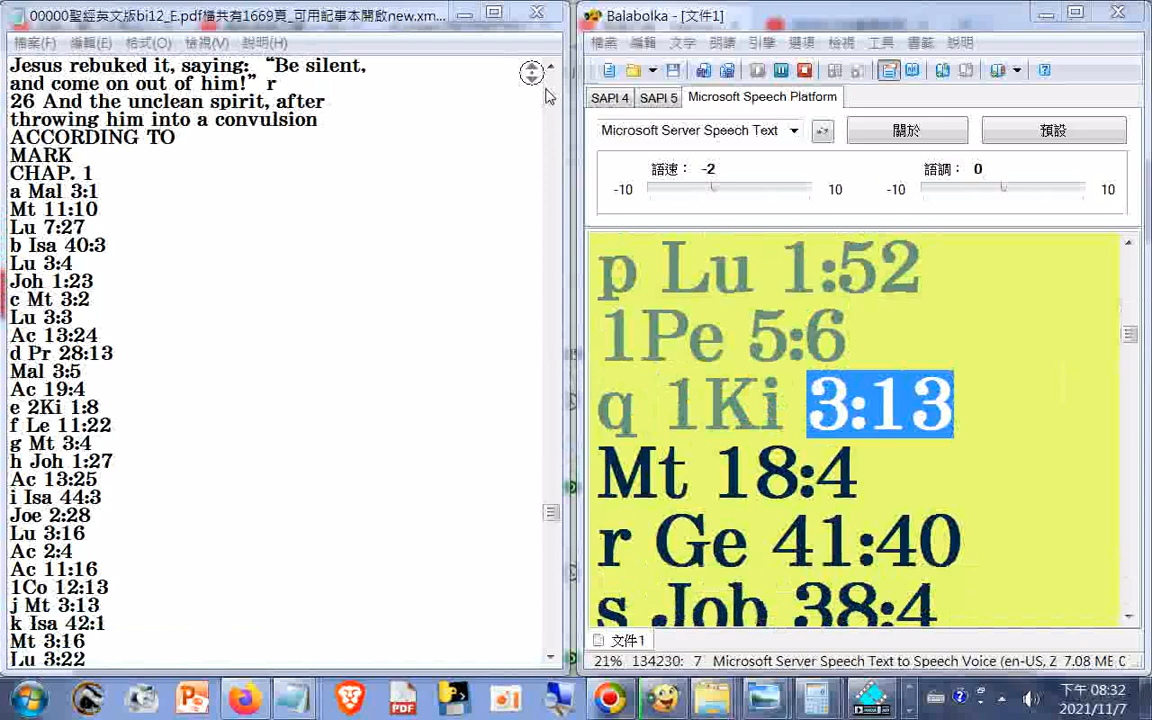 00000聖經英文版bi12_E.pdf檔共有1669頁_可用記事本開啟new.xm...
檔案(F) 編輯(E) 格式(O) 檢視(V) 說明(H)
Jesus rebuked it, saying: “Be silent,
and come on out of him!” r
26 And the unclean spirit, after
throwing him into a convulsion
ACCORDING TO
MARK
CHAP. 1
a Mal 3:1
Mt 11:10
Lu 7:27
b Isa 40:3
Lu 3:4
Joh 1:23
c Mt 3:2
Lu 3:3
Ac 13:24
d Pr 28:13
Mal 3:5
Ac 19:4
e 2Ki 1:8
f Le 11:22
g Mt 3:4
h Joh 1:27
Ac 13:25
i Isa 44:3
Joe 2:28
Lu 3:16
Ac 2:4
Ac 11:16
1Co 12:13
j Mt 3:13
k Isa 42:1
Mt 3:16
Lu 3:22
Balabolka - [文件1]
檔案 編輯 文字 朗讀 引擎 選項 檢視 工具 書籤 說明
SAPI 4 SAPI 5 Microsoft Speech Platform
Microsoft Server Speech Text 關於 預設
語速： -2 語調： 0
-10 10 -10 10
p Lu 1:52
1Pe 5:6
q 1Ki 3:13
Mt 18:4
r Ge 41:40
s Job 38:4
文件1
21% 134230: 7 Microsoft Server Speech Text to Speech Voice (en-US, Z 7.08 ME
PDF
下午 08:32
2021/11/7